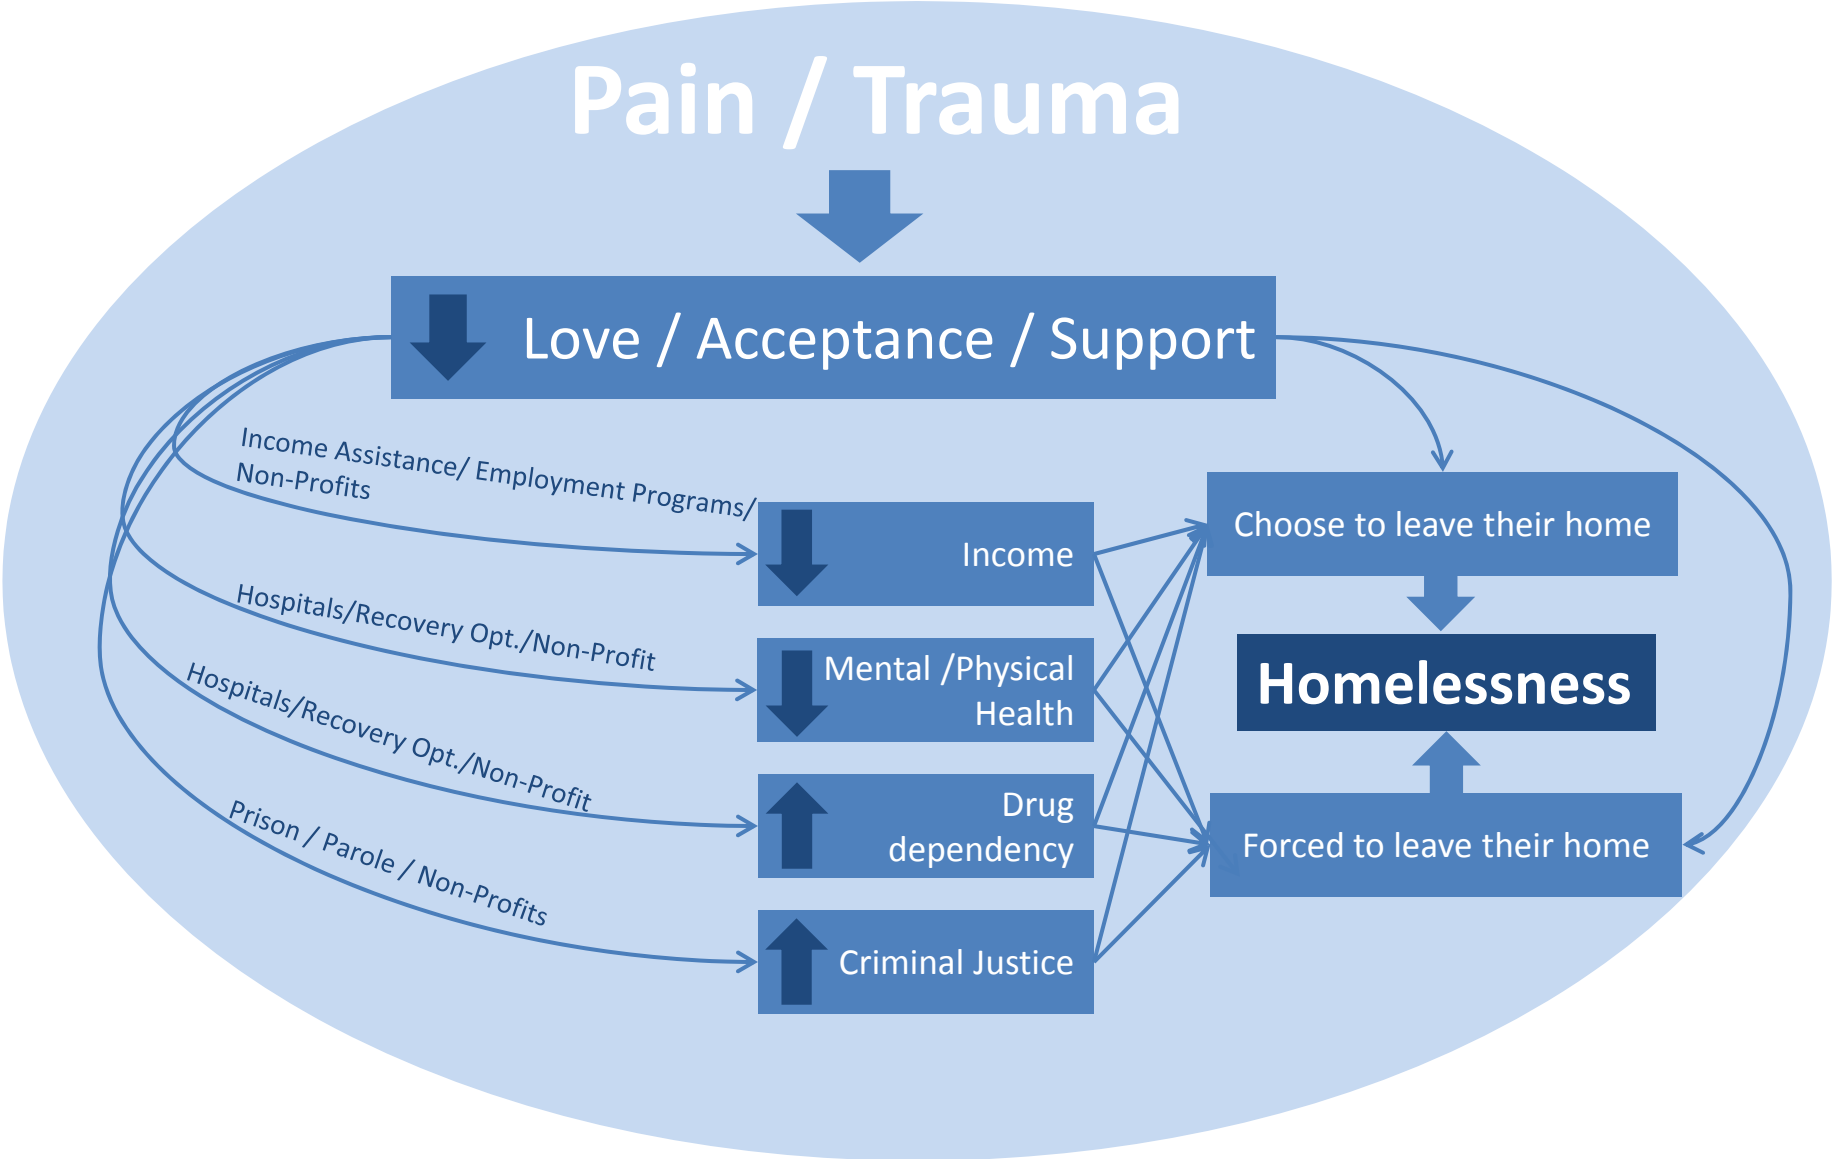 Pain / Trauma
Love / Acceptance / Support
Income Assistance/ Employment Programs/
Non-Profits
Hospitals/Recovery Opt./Non-Profit
Hospitals/Recovery Opt./Non-Profit
Prison / Parole / Non-Profits
Income
Mental /Physical
Health
Drug
dependency
Criminal Justice
Choose to leave their home
Homelessness
Forced to leave their home